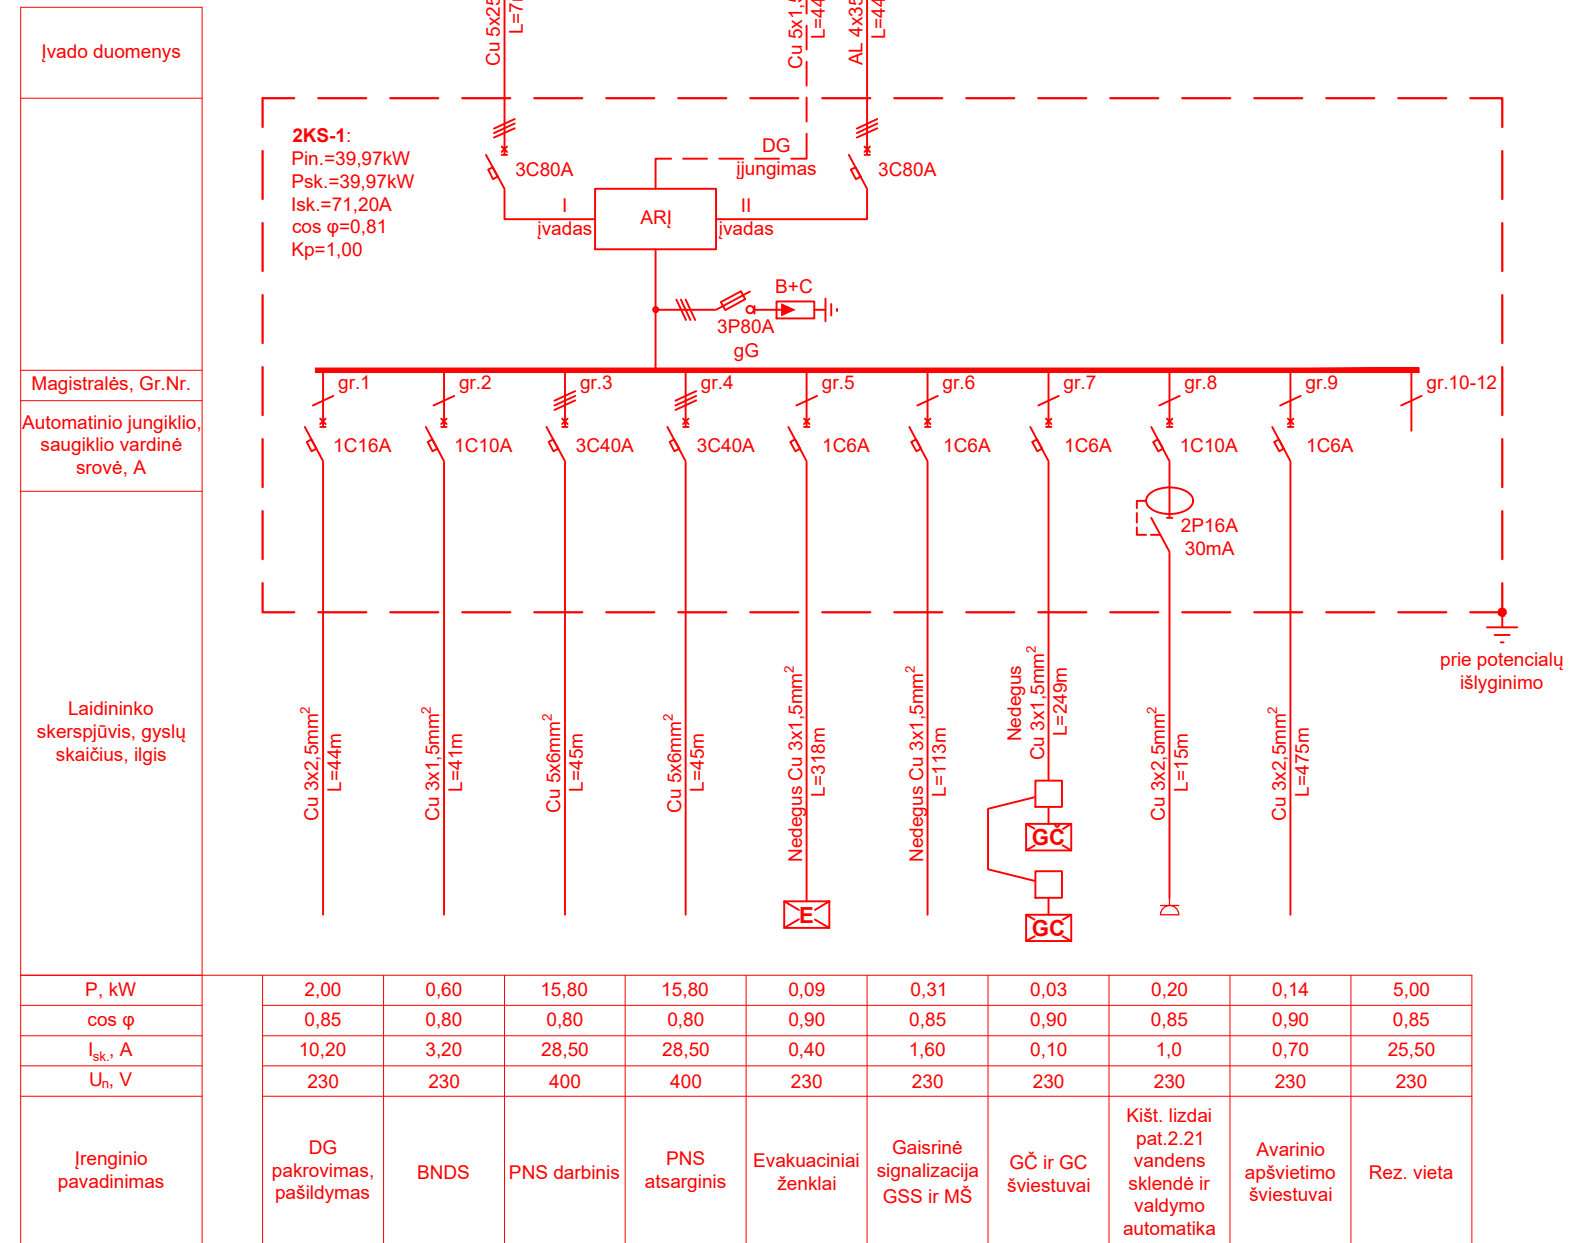 Cu 5x25
Cu 5x1,5
L=44
AL 4x35
L=44
Įvado duomenys
2KS-1:
Pin.=39,97kW
Psk.=39,97kW
Isk.=71,20A
cos φ=0,81
Kp=1,00
3C80A
DG
įjungimas
3C80A
I
įvadas
ARĮ
II
įvadas
B+C
3P80A
gG
Magistralės, Gr.Nr.
gr.1
gr.2
gr.3
gr.4
gr.5
gr.6
gr.7
gr.8
gr.9
gr.10-12
Automatinio jungiklio,
saugiklio vardinė
srovė, A
1C16A
1C10A
3C40A
3C40A
1C6A
1C6A
1C6A
1C10A
1C6A
2P16A
30mA
prie potencialų
išlyginimo
Laidininko
skerspjūvis, gyslų
skaičius, ilgis
Cu 3x2,5mm²
L=44m
Cu 3x1,5mm²
L=41m
Cu 5x6mm²
L=45m
Cu 5x6mm²
L=45m
Nedegus Cu 3x1,5mm²
L=318m
Nedegus Cu 3x1,5mm²
L=113m
Nedegus
Cu 3x1,5mm²
L=249m
Cu 3x2,5mm²
L=15m
Cu 3x2,5mm²
L=475m
GČ
E
GC
P, kW 2,00 0,60 15,80 15,80 0,09 0,31 0,03 0,20 0,14 5,00
cos φ 0,85 0,80 0,80 0,80 0,90 0,85 0,90 0,85 0,90 0,85
Isk., A 10,20 3,20 28,50 28,50 0,40 1,60 0,10 1,0 0,70 25,50
Un, V 230 230 400 400 230 230 230 230 230 230
Įrenginio
pavadinimas
DG
pakrovimas,
pašildymas
BNDS
PNS darbinis
PNS
atsarginis
Evakuaciniai
ženklai
Gaisrinė
signalizacija
GSS ir MŠ
GČ ir GC
šviestuvai
Kišt. lizdai
pat.2.21
vandens
sklendė ir
valdymo
automatika
Avarinio
apšvietimo
šviestuvai
Rez. vieta